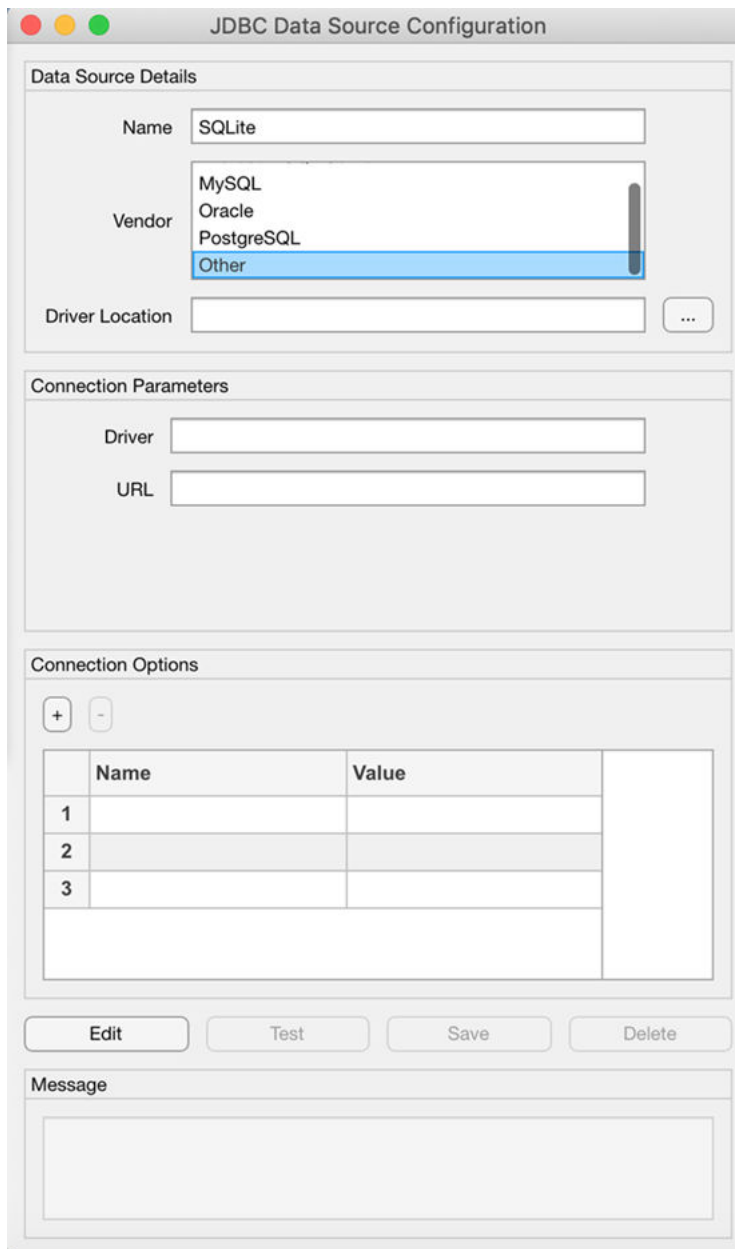 JDBC Data Source Configuration
Data Source Details
Name SQLite
MySQL
Oracle
Vendor
PostgreSQL
Other
Driver Location ...
Connection Parameters
Driver
URL
Connection Options
+ -
Name Value
1
2
3
Edit Test Save Delete
Message